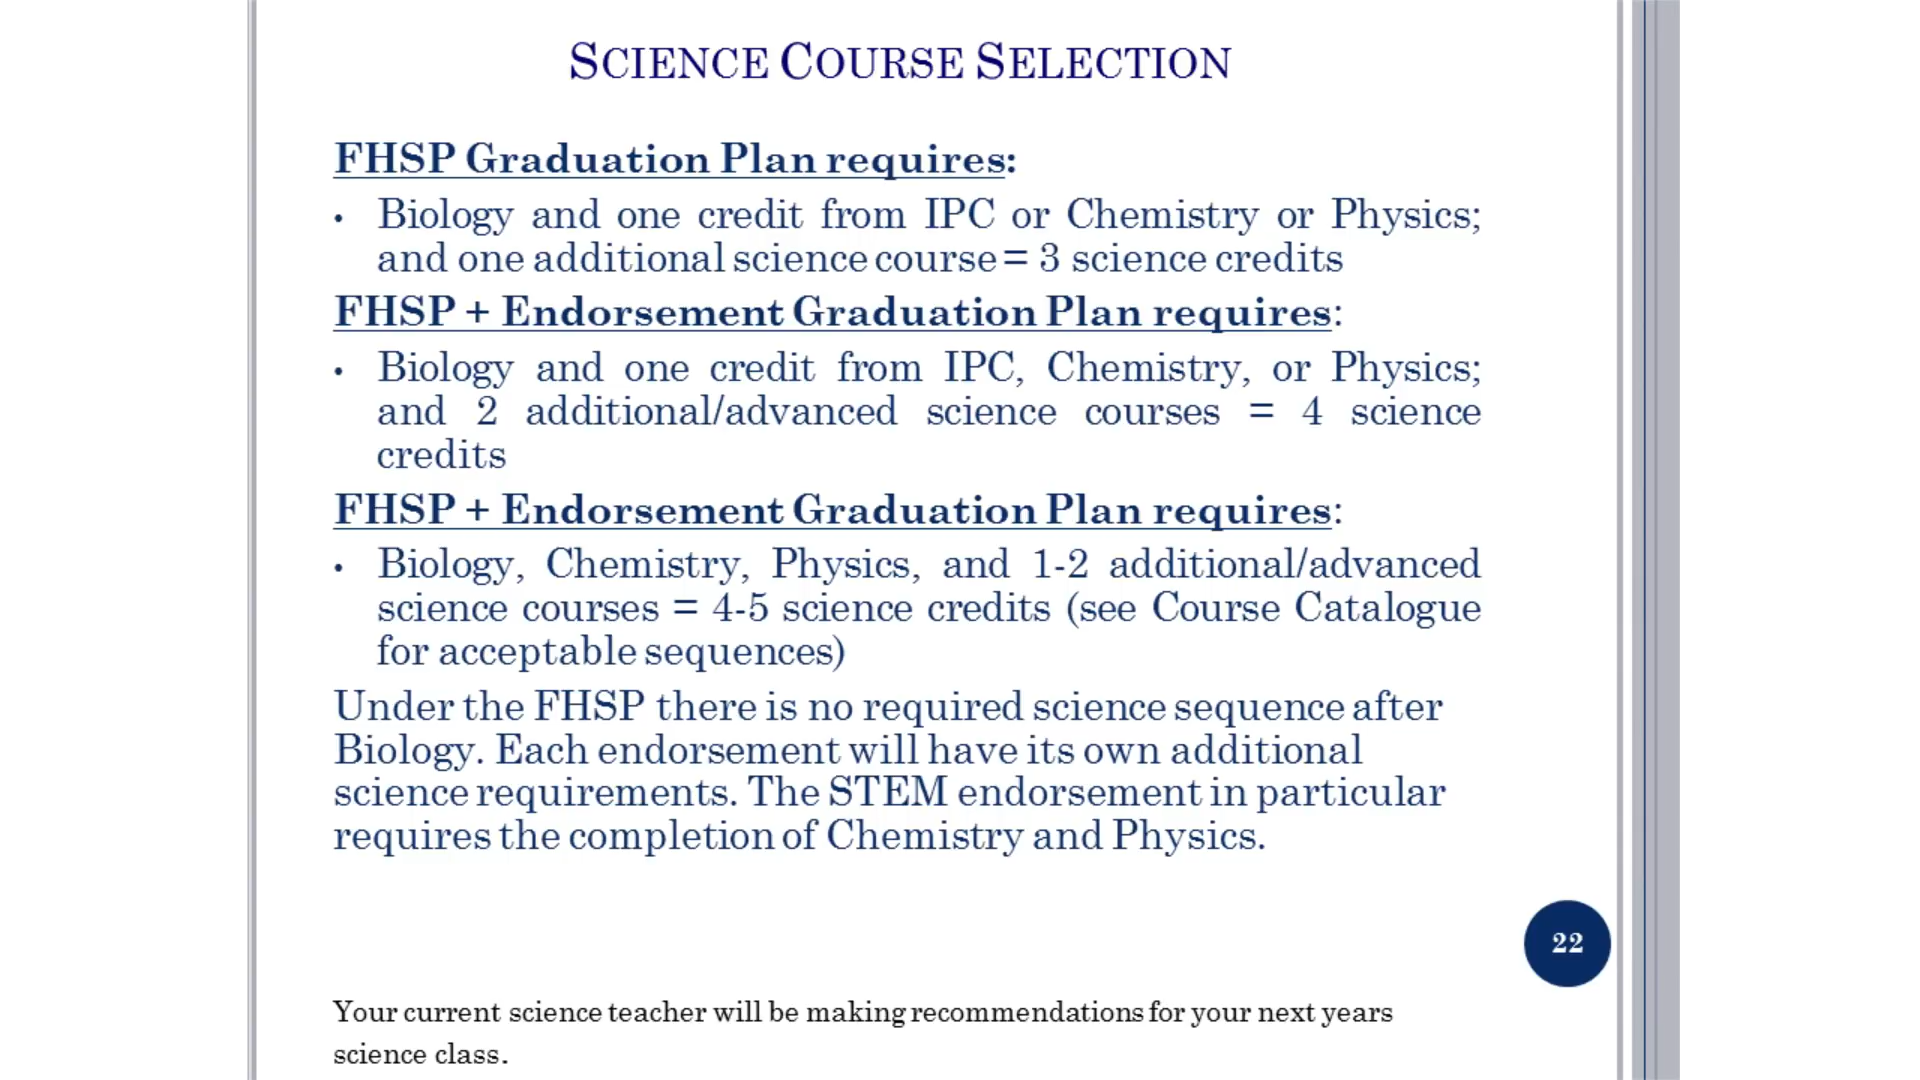 SCIENCE COURSE SELECTION
FHSP Graduation Plan requires:
• Biology and one credit from IPC or Chemistry or Physics;
and one additional science course = 3 science credits
FHSP + Endorsement Graduation Plan requires:
• Biology and one credit from IPC, Chemistry, or Physics;
and 2 additional/advanced science courses = 4 science
credits
FHSP + Endorsement Graduation Plan requires:
• Biology, Chemistry, Physics, and 1-2 additional/advanced
science courses = 4-5 science credits (see Course Catalogue
for acceptable sequences)
Under the FHSP there is no required science sequence after
Biology. Each endorsement will have its own additional
science requirements. The STEM endorsement in particular
requires the completion of Chemistry and Physics.
22
Your current science teacher will be making recommendations for your next years
science class.